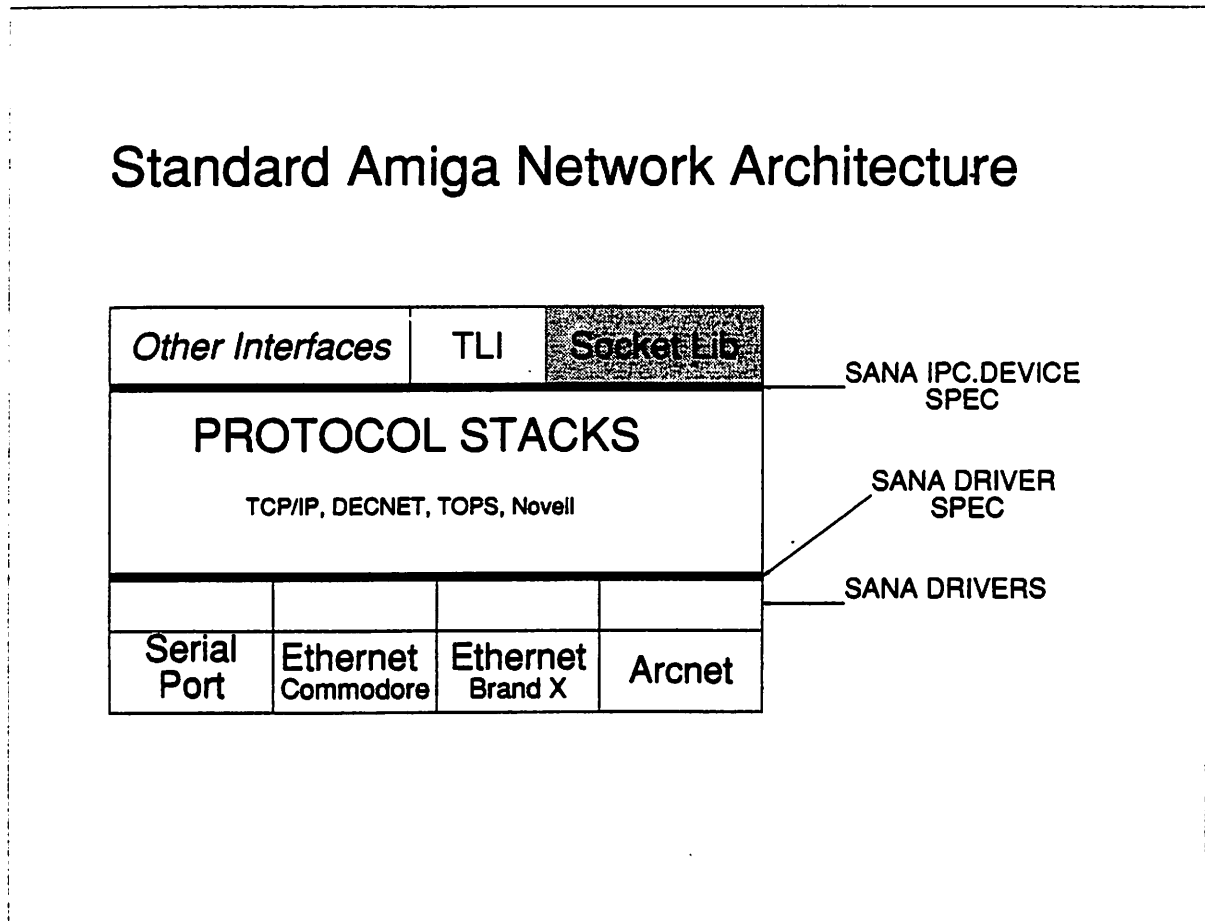 Standard Amiga Network Architecture
Other Interfaces
TLI
Socket Lib
SANA IPC.DEVICE
SPEC
PROTOCOL STACKS
TCP/IP, DECNET, TOPS, Novell
SANA DRIVER
SPEC
SANA DRIVERS
Serial
Port
Ethernet
Commodore
Ethernet
Brand X
Arcnet